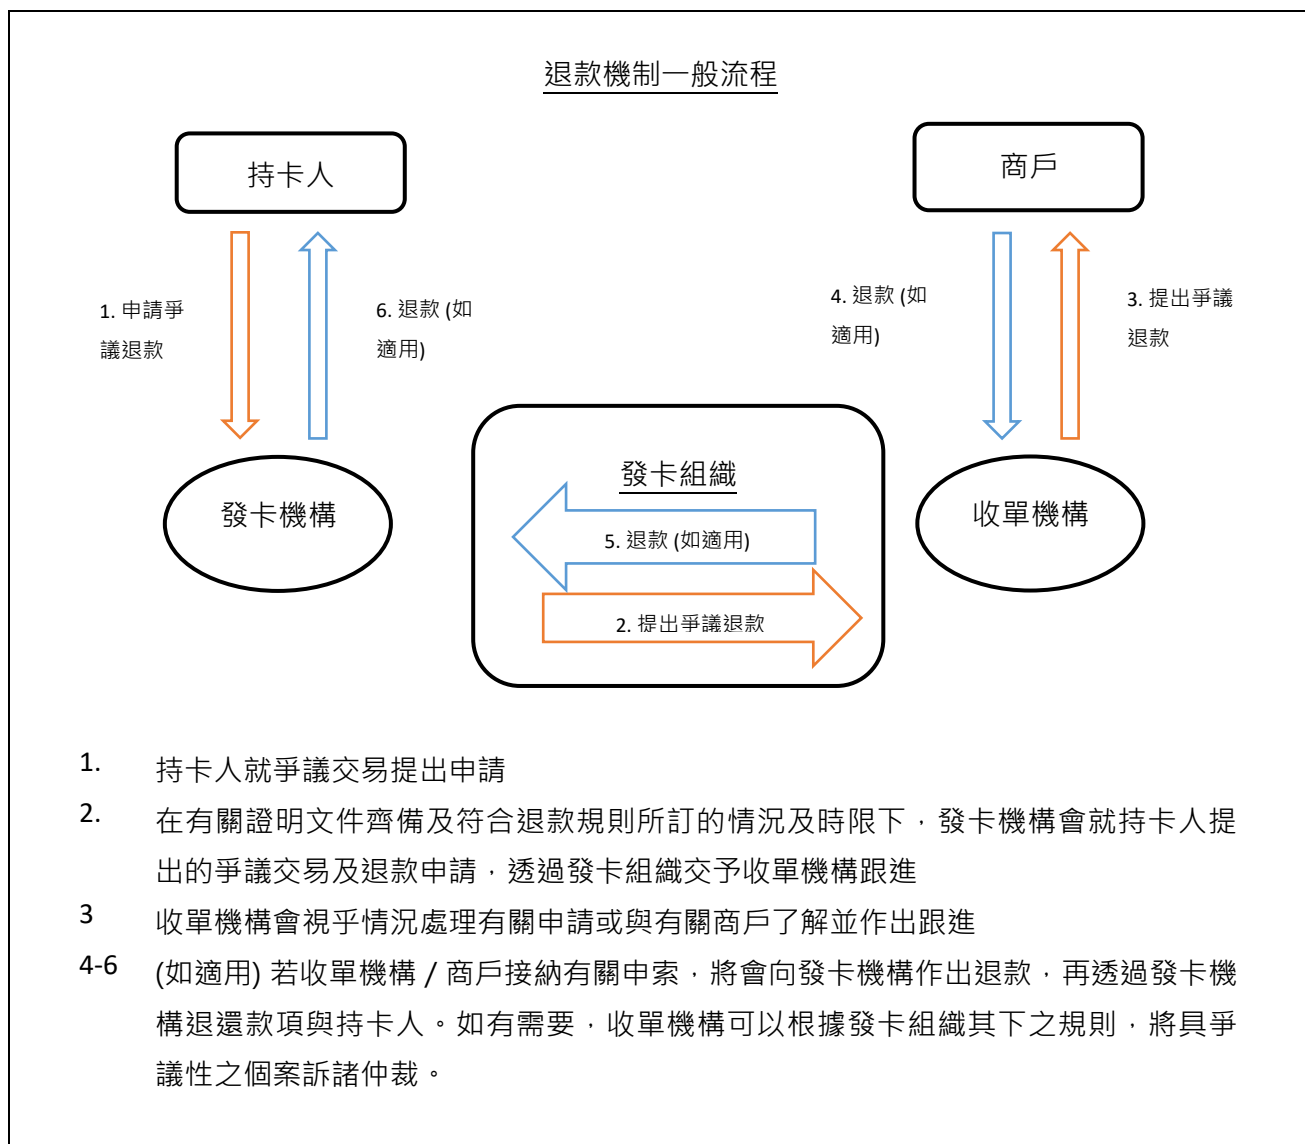 退款機制一般流程
持卡人
商戶
1. 申請爭
議退款
6. 退款 (如
適用)
4. 退款 (如
適用)
3. 提出爭議
退款
發卡機構
發卡組織
收單機構
5. 退款 (如適用)
2. 提出爭議退款
1. 持卡人就爭議交易提出申請
2. 在有關證明文件齊備及符合退款規則所訂的情況及時限下，發卡機構會就持卡人提
出的爭議交易及退款申請，透過發卡組織交予收單機構跟進
3 收單機構會視乎情況處理有關申請或與有關商戶了解並作出跟進
4-6 (如適用) 若收單機構 / 商戶接納有關申索，將會向發卡機構作出退款，再透過發卡機
構退還款項與持卡人。如有需要，收單機構可以根據發卡組織其下之規則，將具爭
議性之個案訴諸仲裁。